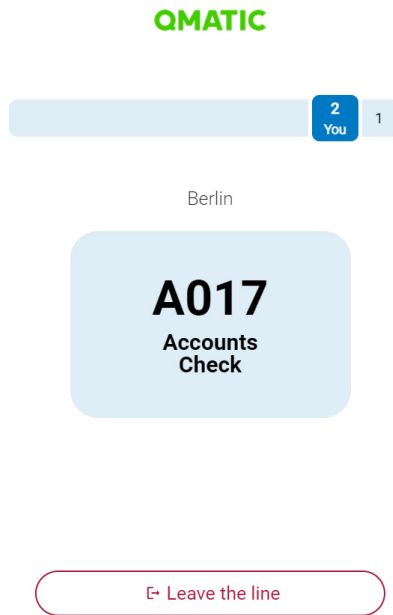 QMATIC
2
You
1
Berlin
A017
Accounts
Check
Leave the line